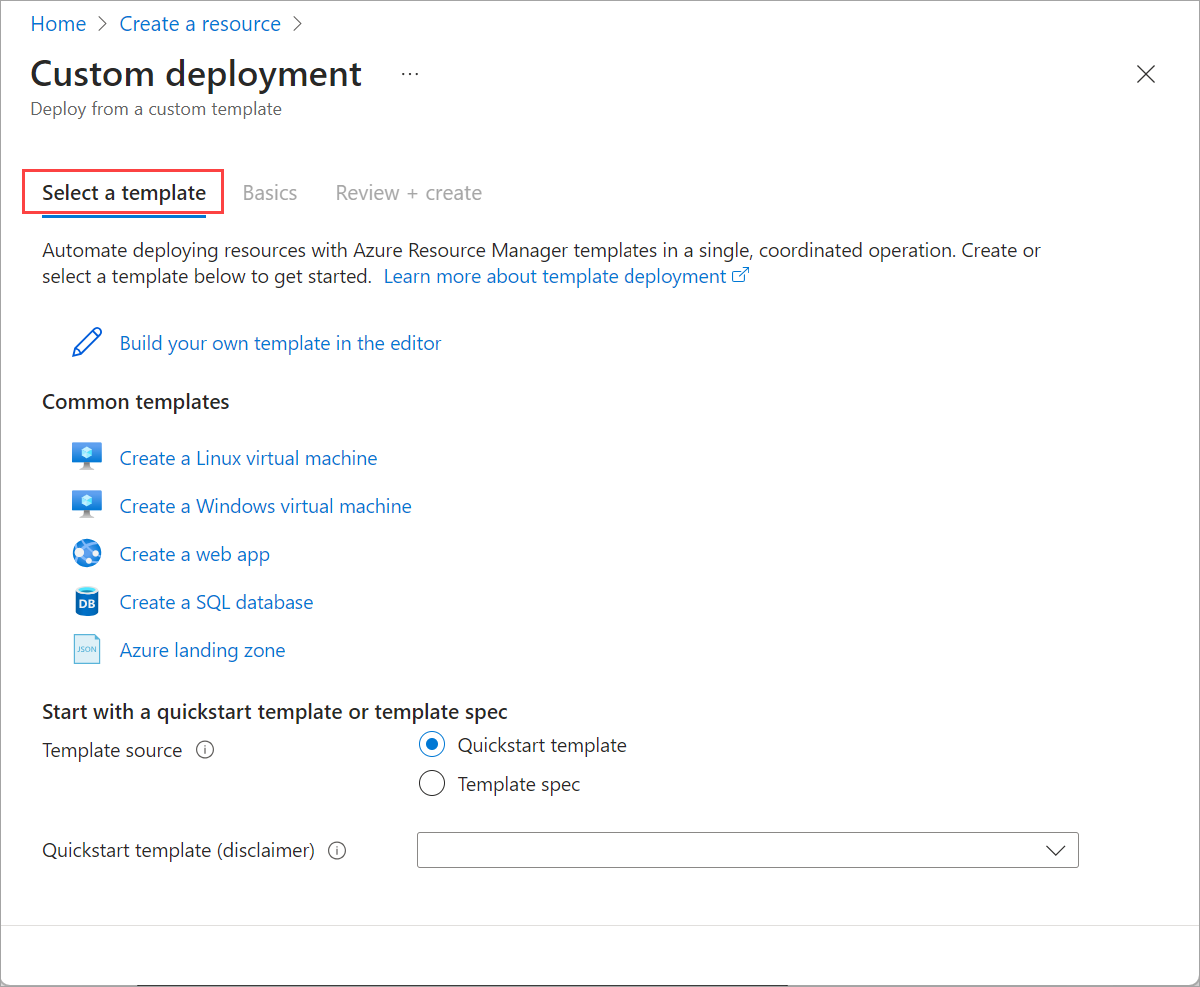 Home > Create a resource >
Custom deployment ...
Deploy from a custom template
Select a template Basics Review + create
Automate deploying resources with Azure Resource Manager templates in a single, coordinated operation. Create or
select a template below to get started. Learn more about template deployment
Build your own template in the editor
Common templates
Create a Linux virtual machine
Create a Windows virtual machine
Create a web app
DB Create a SQL database
JSON Azure landing zone
Start with a quickstart template or template spec
Template source Quickstart template
Template spec
Quickstart template (disclaimer)